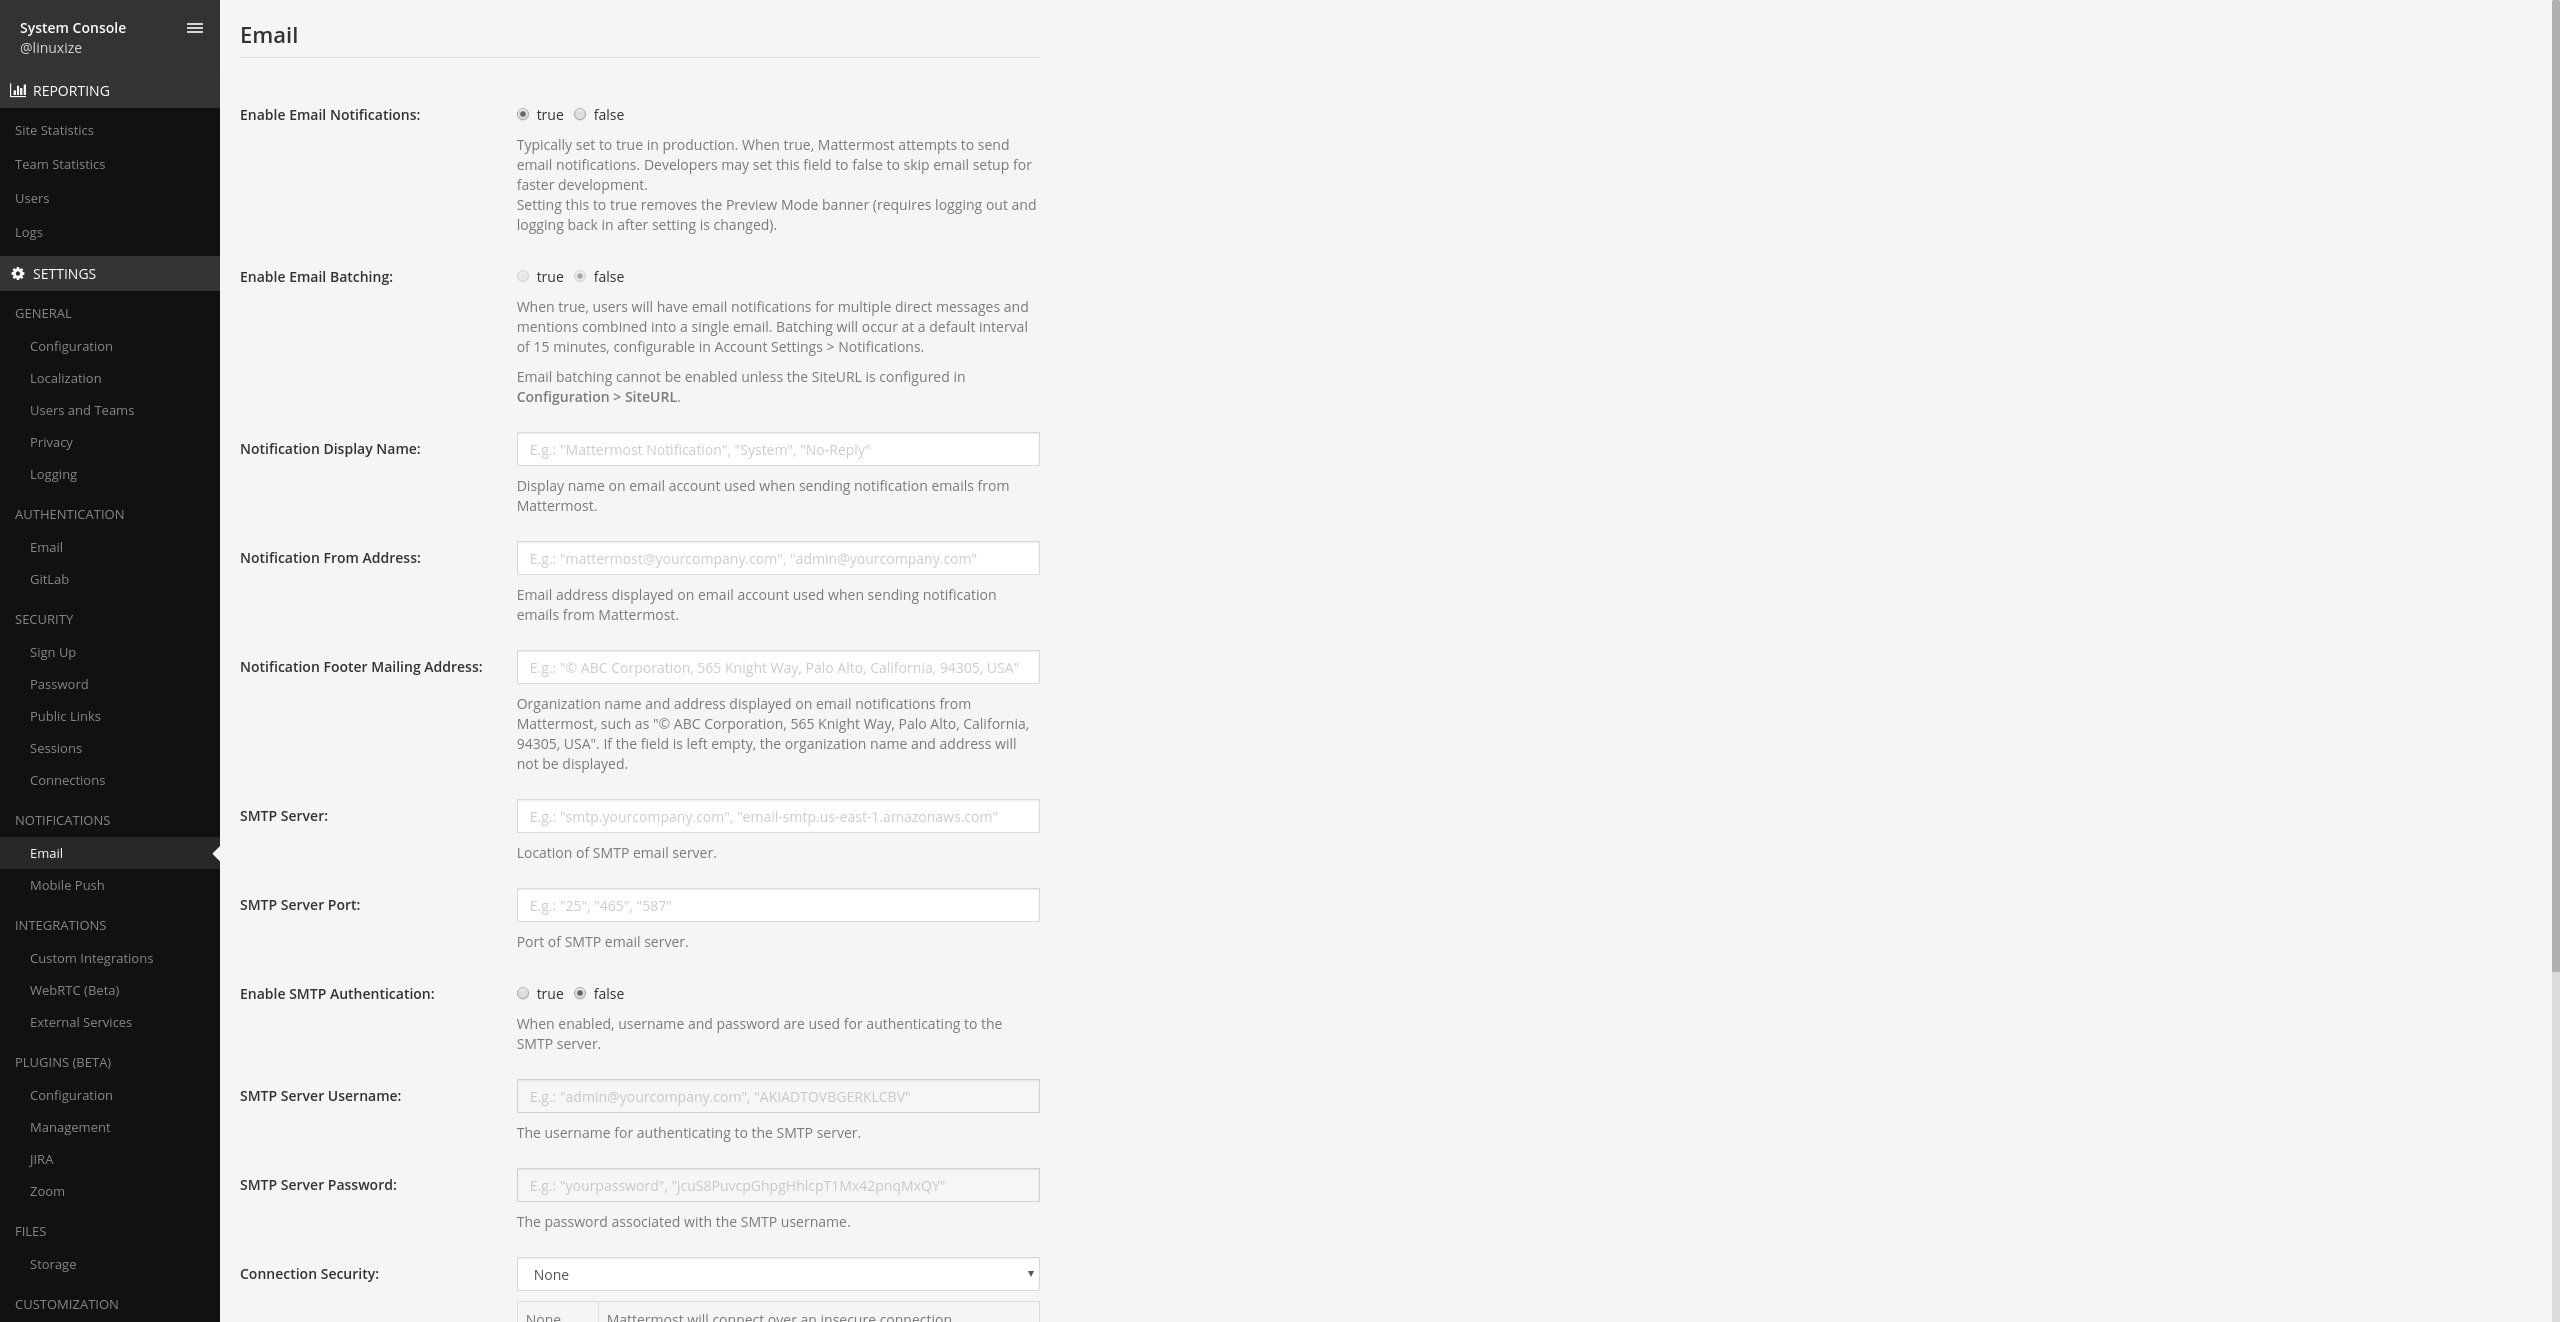 System Console
@linuxize
REPORTING
Site Statistics
Team Statistics
Users
Logs
SETTINGS
GENERAL
Configuration
Localization
Users and Teams
Privacy
Logging
AUTHENTICATION
Email
GitLab
SECURITY
Sign Up
Password
Public Links
Sessions
Connections
NOTIFICATIONS
Email
Mobile Push
INTEGRATIONS
Custom Integrations
WebRTC (Beta)
External Services
PLUGINS (BETA)
Configuration
Management
JIRA
Zoom
FILES
Storage
CUSTOMIZATION
Email
Enable Email Notifications:
true false
Typically set to true in production. When true, Mattermost attempts to send
email notifications. Developers may set this field to false to skip email setup for
faster development.
Setting this to true removes the Preview Mode banner (requires logging out and
logging back in after setting is changed).
Enable Email Batching:
true false
When true, users will have email notifications for multiple direct messages and
mentions combined into a single email. Batching will occur at a default interval
of 15 minutes, configurable in Account Settings > Notifications.
Email batching cannot be enabled unless the SiteURL is configured in
Configuration > SiteURL.
Notification Display Name:
E.g.: "Mattermost Notification", "System", "No-Reply"
Display name on email account used when sending notification emails from
Mattermost.
Notification From Address:
E.g.: "mattermost@yourcompany.com", "admin@yourcompany.com"
Email address displayed on email account used when sending notification
emails from Mattermost.
Notification Footer Mailing Address:
E.g.: "© ABC Corporation, 565 Knight Way, Palo Alto, California, 94305, USA"
Organization name and address displayed on email notifications from
Mattermost, such as "© ABC Corporation, 565 Knight Way, Palo Alto, California,
94305, USA". If the field is left empty, the organization name and address will
not be displayed.
SMTP Server:
E.g.: "smtp.yourcompany.com", "email-smtp.us-east-1.amazonaws.com"
Location of SMTP email server.
SMTP Server Port:
E.g.: "25", "465", "587"
Port of SMTP email server.
Enable SMTP Authentication:
true false
When enabled, username and password are used for authenticating to the
SMTP server.
SMTP Server Username:
E.g.: "admin@yourcompany.com", "AKIADTOVBGERKLCBV"
The username for authenticating to the SMTP server.
SMTP Server Password:
E.g.: "yourpassword", "jcuS8PuvcpGhpgHhlcpT1Mx42pnqMxQY"
The password associated with the SMTP username.
Connection Security:
None
None Mattermost will connect over an insecure connection.